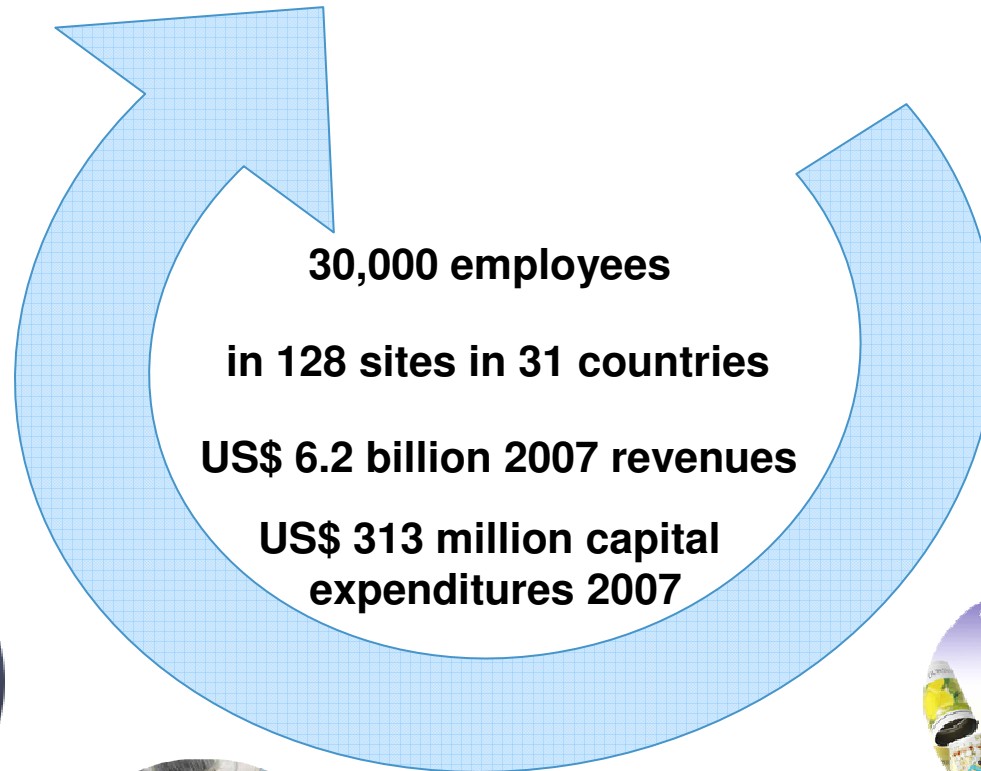 30,000 employees
in 128 sites in 31 countries
US$ 6.2 billion 2007 revenues
US$ 313 million capital
expenditures 2007